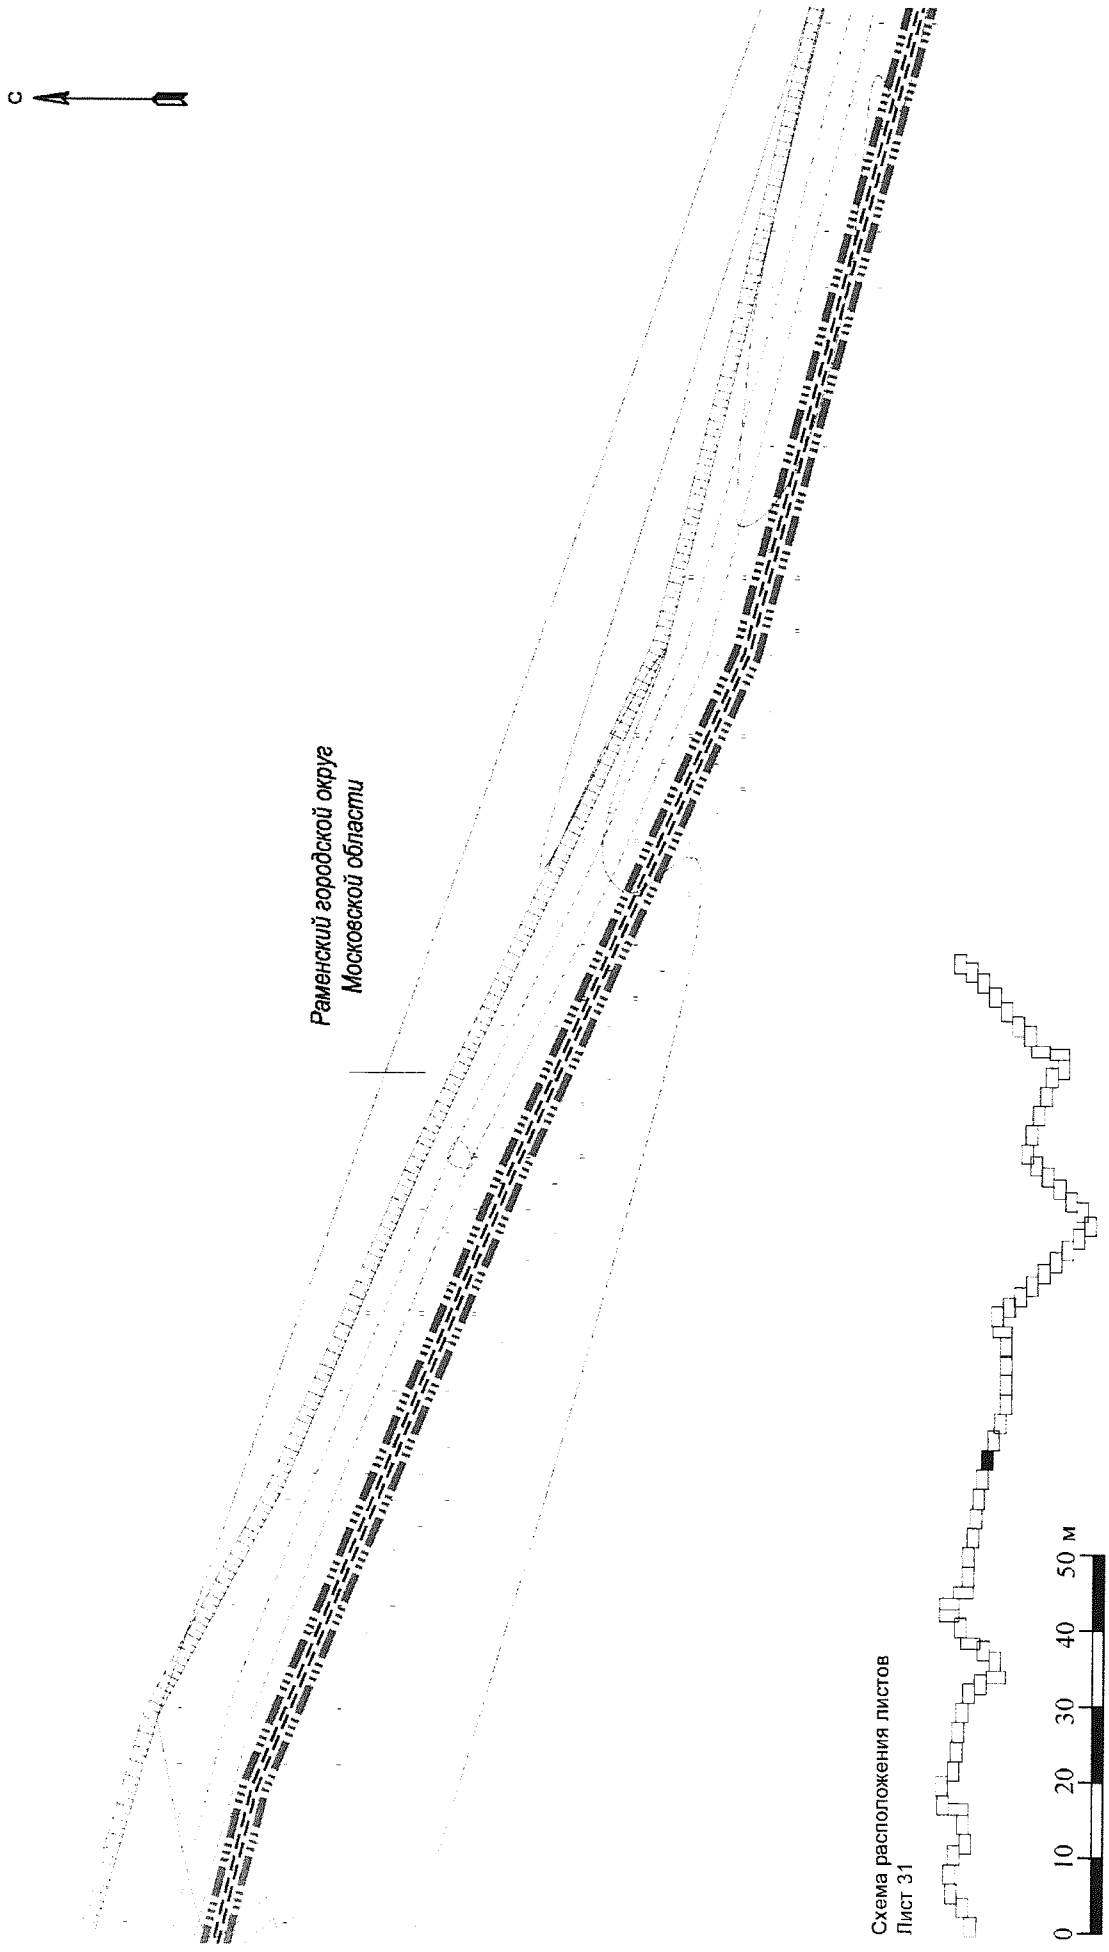 С
Раменский городской округ
Московской области
Схема расположения листов
Лист 31
0 10 20 30 40 50 м